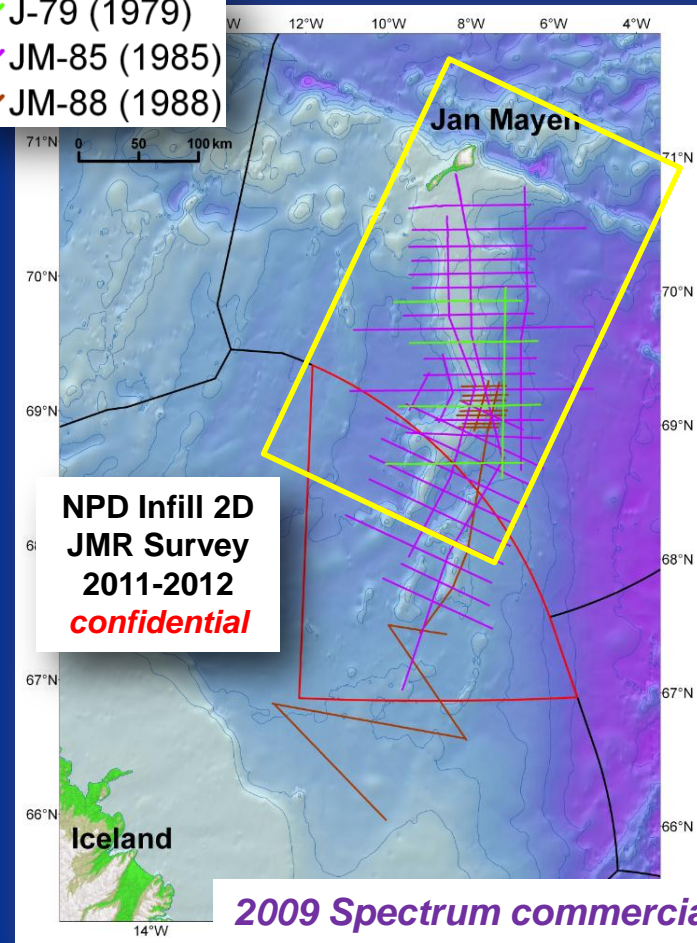 J-79 (1979)
JM-85 (1985)
JM-88 (1988)
W 12°W 10°W 8°W 6°W 4°W
Jan Mayen
0 50 100 km
71°N 71°N
70°N 70°N
69°N 69°N
NPD Infill 2D
JMR Survey
2011-2012
confidential
68 68°N
67°N 67°N
66°N 66°N
Iceland
14°W
2009 Spectrum commercia